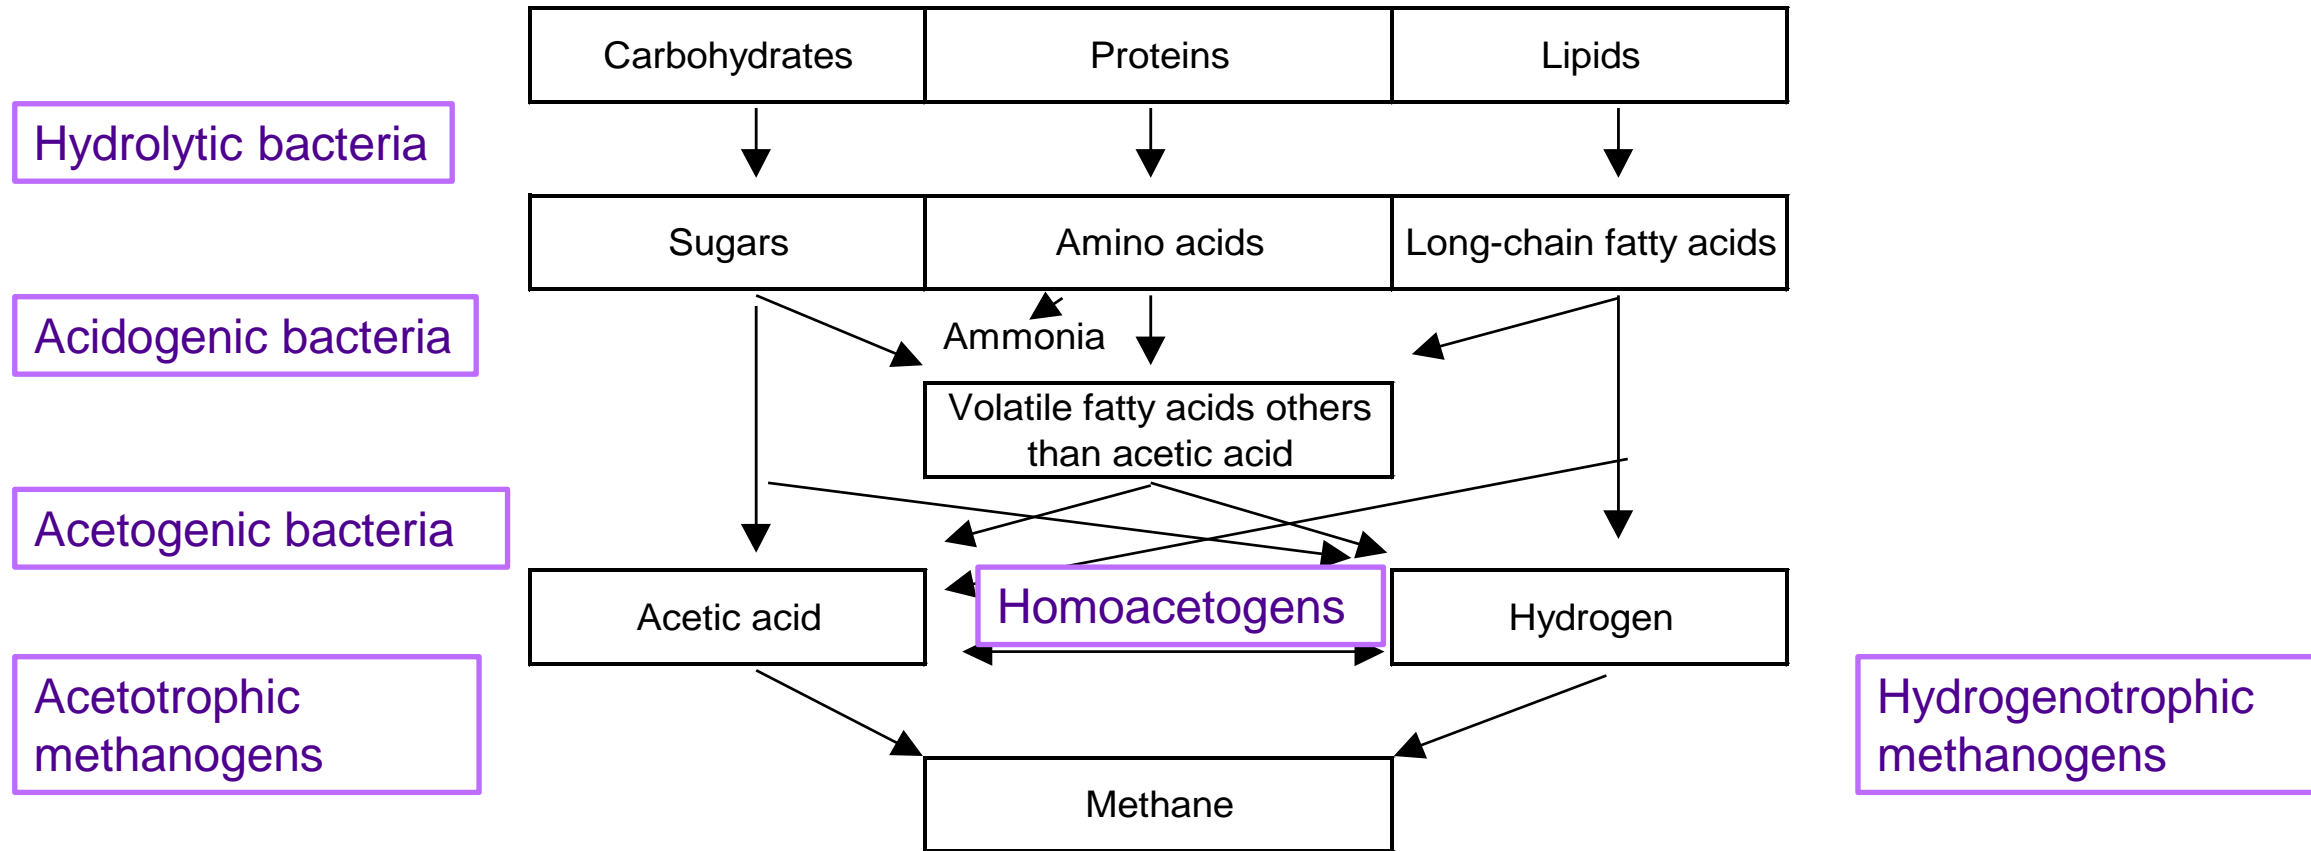 Carbohydrates
Proteins
Lipids
Hydrolytic bacteria
Sugars
Amino acids
Long-chain fatty acids
Acidogenic bacteria
Ammonia
Volatile fatty acids others
than acetic acid
Acetogenic bacteria
Acetic acid
Homoacetogens
Hydrogen
Acetotrophic
methanogens
Hydrogenotrophic
methanogens
Methane